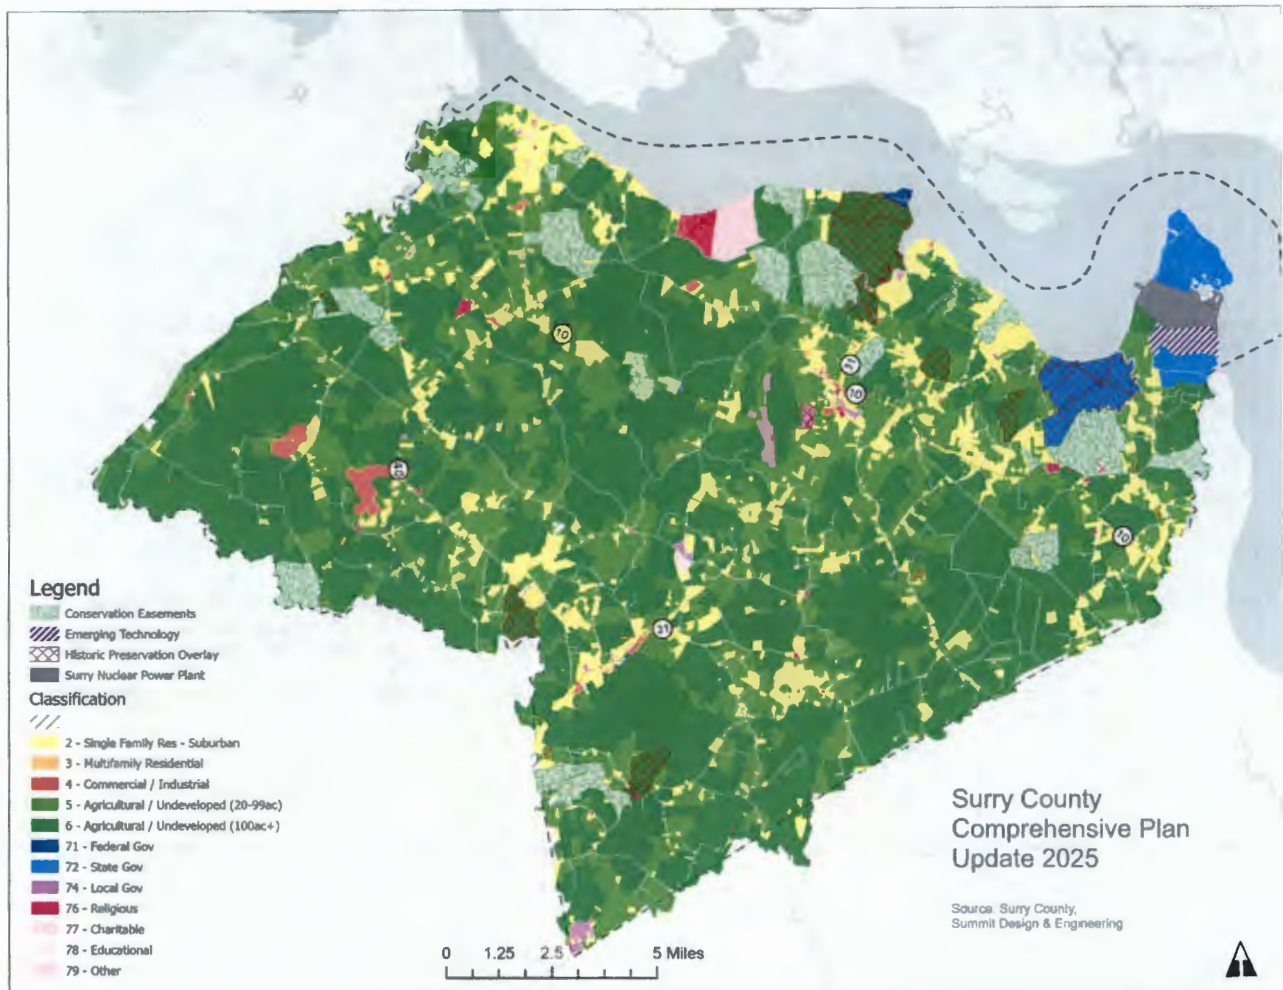 10
31
10
40
10
31
Legend
Conservation Easements
Emerging Technology
Historic Preservation Overlay
Surry Nuclear Power Plant
Classification
2 - Single Family Res - Suburban
3 - Multifamily Residential
4 - Commercial / Industrial
5 - Agricultural / Undeveloped (20-99ac)
6 - Agricultural / Undeveloped (100ac+)
71 - Federal Gov
72 - State Gov
74 - Local Gov
76 - Religious
77 - Charitable
78 - Educational
79 - Other
0 1.25 2.5 5 Miles
Surry County
Comprehensive Plan
Update 2025
Source: Surry County,
Summit Design & Engineering